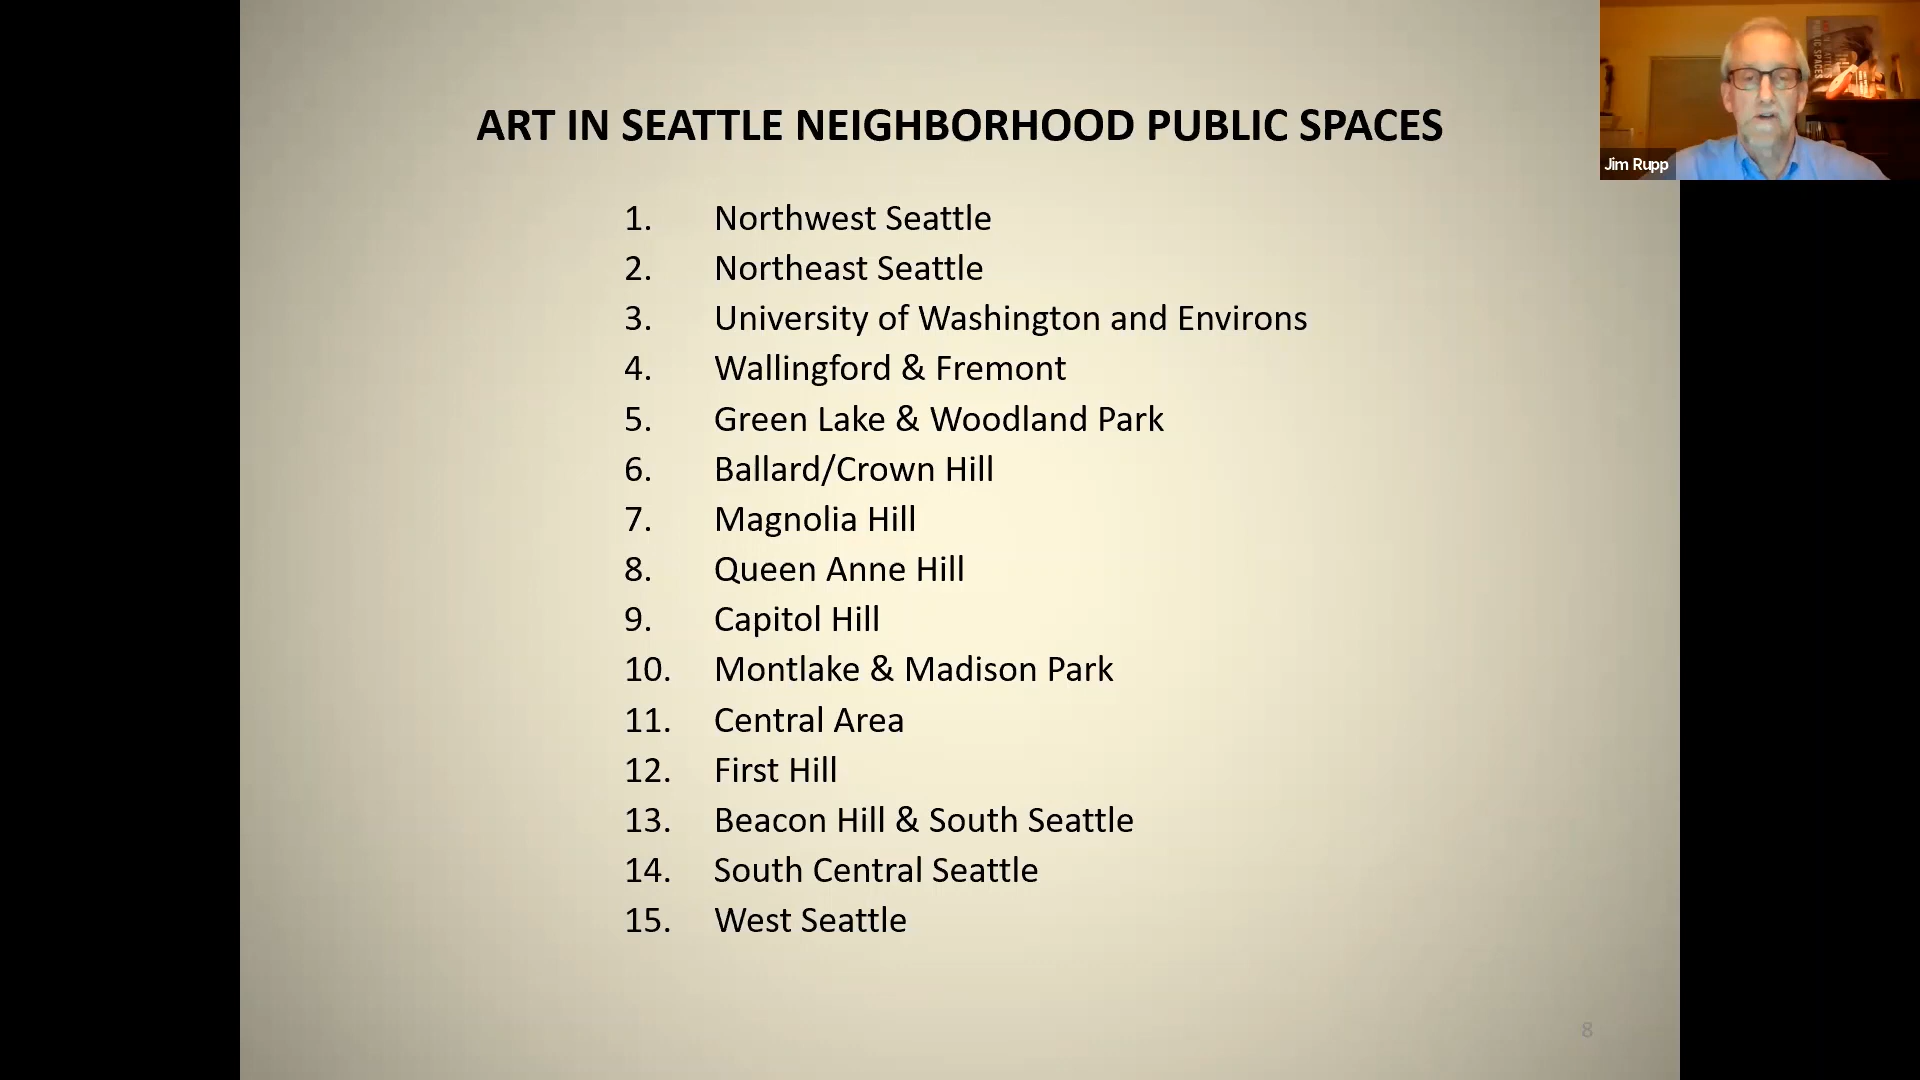 ART IN SEATTLE NEIGHBORHOOD PUBLIC SPACES
1. Northwest Seattle
2. Northeast Seattle
3. University of Washington and Environs
4. Wallingford & Fremont
5. Green Lake & Woodland Park
6. Ballard/Crown Hill
7. Magnolia Hill
8. Queen Anne Hill
9. Capitol Hill
10. Montlake & Madison Park
11. Central Area
12. First Hill
13. Beacon Hill & South Seattle
14. South Central Seattle
15. West Seattle
8
Jim Rupp